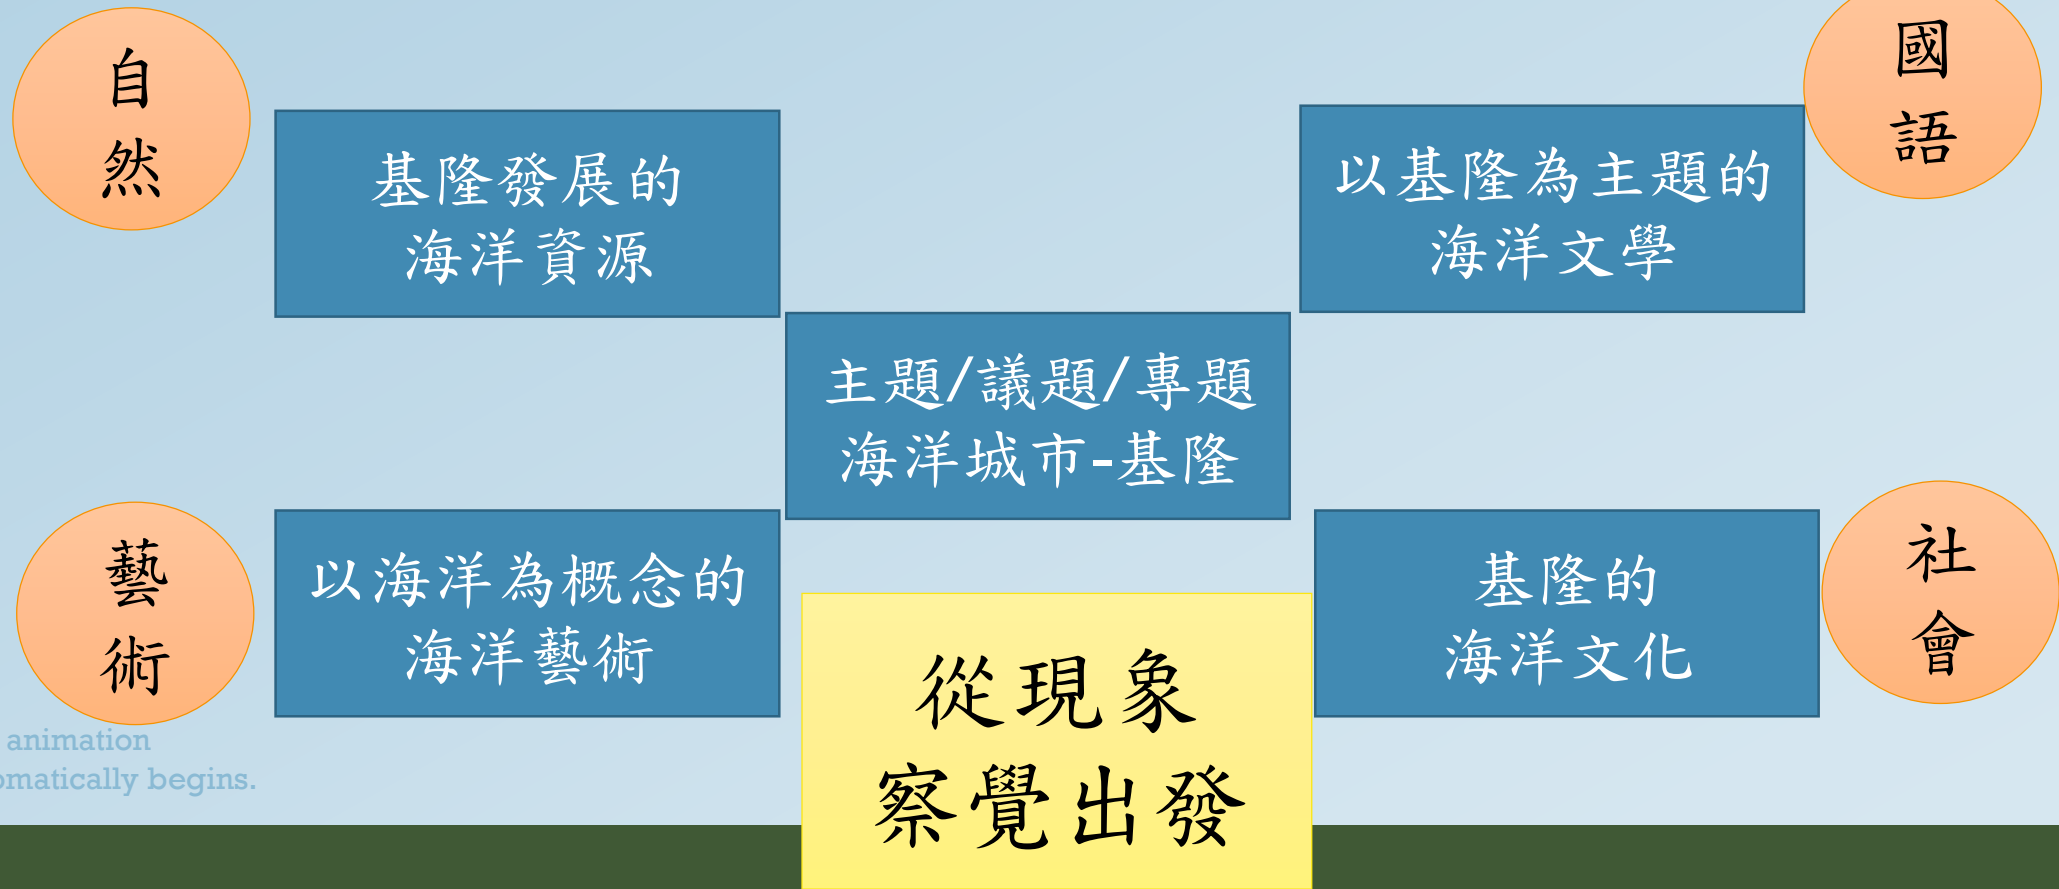 自
然
基隆發展的
海洋資源
以基隆為主題的
海洋文學
國
語
主題/議題/專題
海洋城市-基隆
藝
術
以海洋為概念的
海洋藝術
基隆的
海洋文化
社
會
從現象
察覺出發
animation
omatically begins.